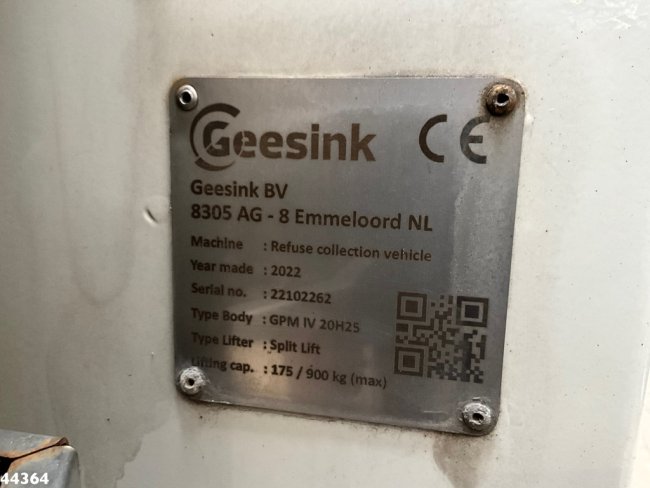 Geesink CE
Geesink BV
8305 AG - 8 Emmeloord NL
Machine : Refuse collection vehicle
Year made : 2022
Serial no. : 22102262
Type Body : GPM IV 20H25
Type Lifter : Split Lift
Lifting cap. : 175 / 900 kg (max)
44364